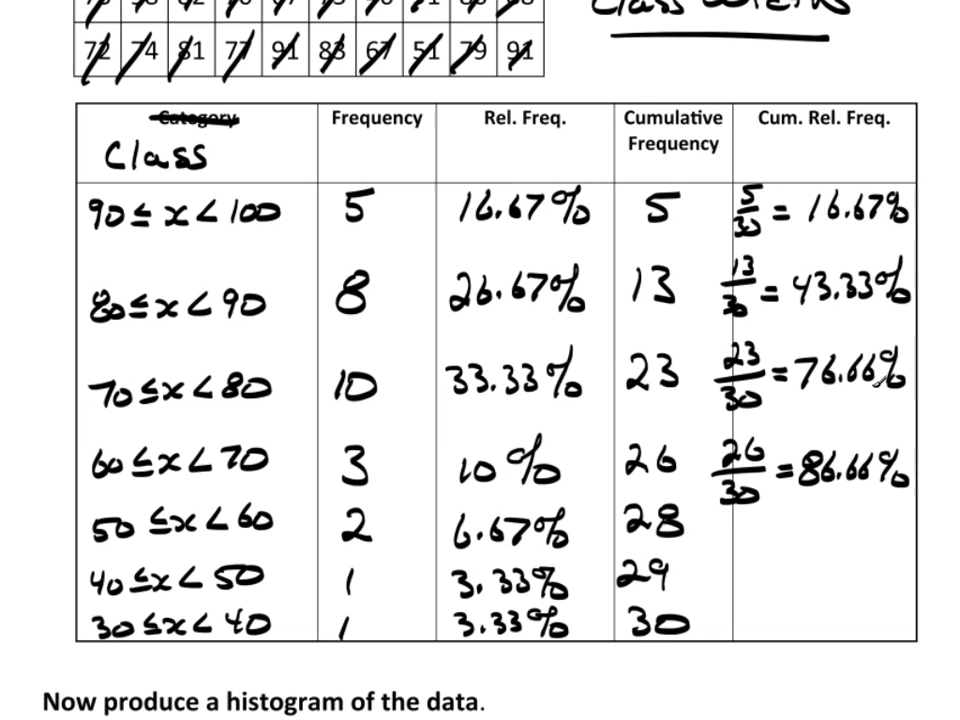 72 74 81 77 91 83 67 51 79 91
Category Frequency Rel. Freq. Cumulative Frequency Cum. Rel. Freq.
Class
90 ≤ x < 100 5 16.67% 5 5/30 = 16.67%
80 ≤ x < 90 8 26.67% 13 13/30 = 43.33%
70 ≤ x < 80 10 33.33% 23 23/30 = 76.66%
60 ≤ x < 70 3 10% 26 26/30 = 86.66%
50 ≤ x < 60 2 6.67% 28
40 ≤ x < 50 1 3.33% 29
30 ≤ x < 40 1 3.33% 30
Now produce a histogram of the data.